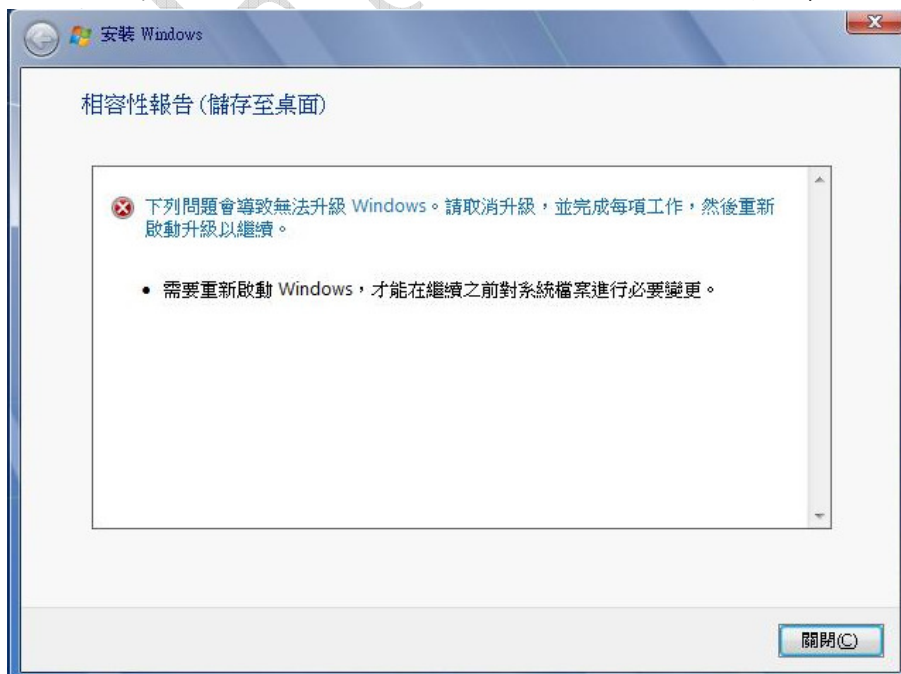 安裝 Windows
相容性報告(儲存至桌面)
下列問題會導致無法升級 Windows。請取消升級,並完成每項工作,然後重新
啟動升級以繼續。
• 需要重新啟動 Windows,才能在繼續之前對系統檔案進行必要變更。
關閉(C)